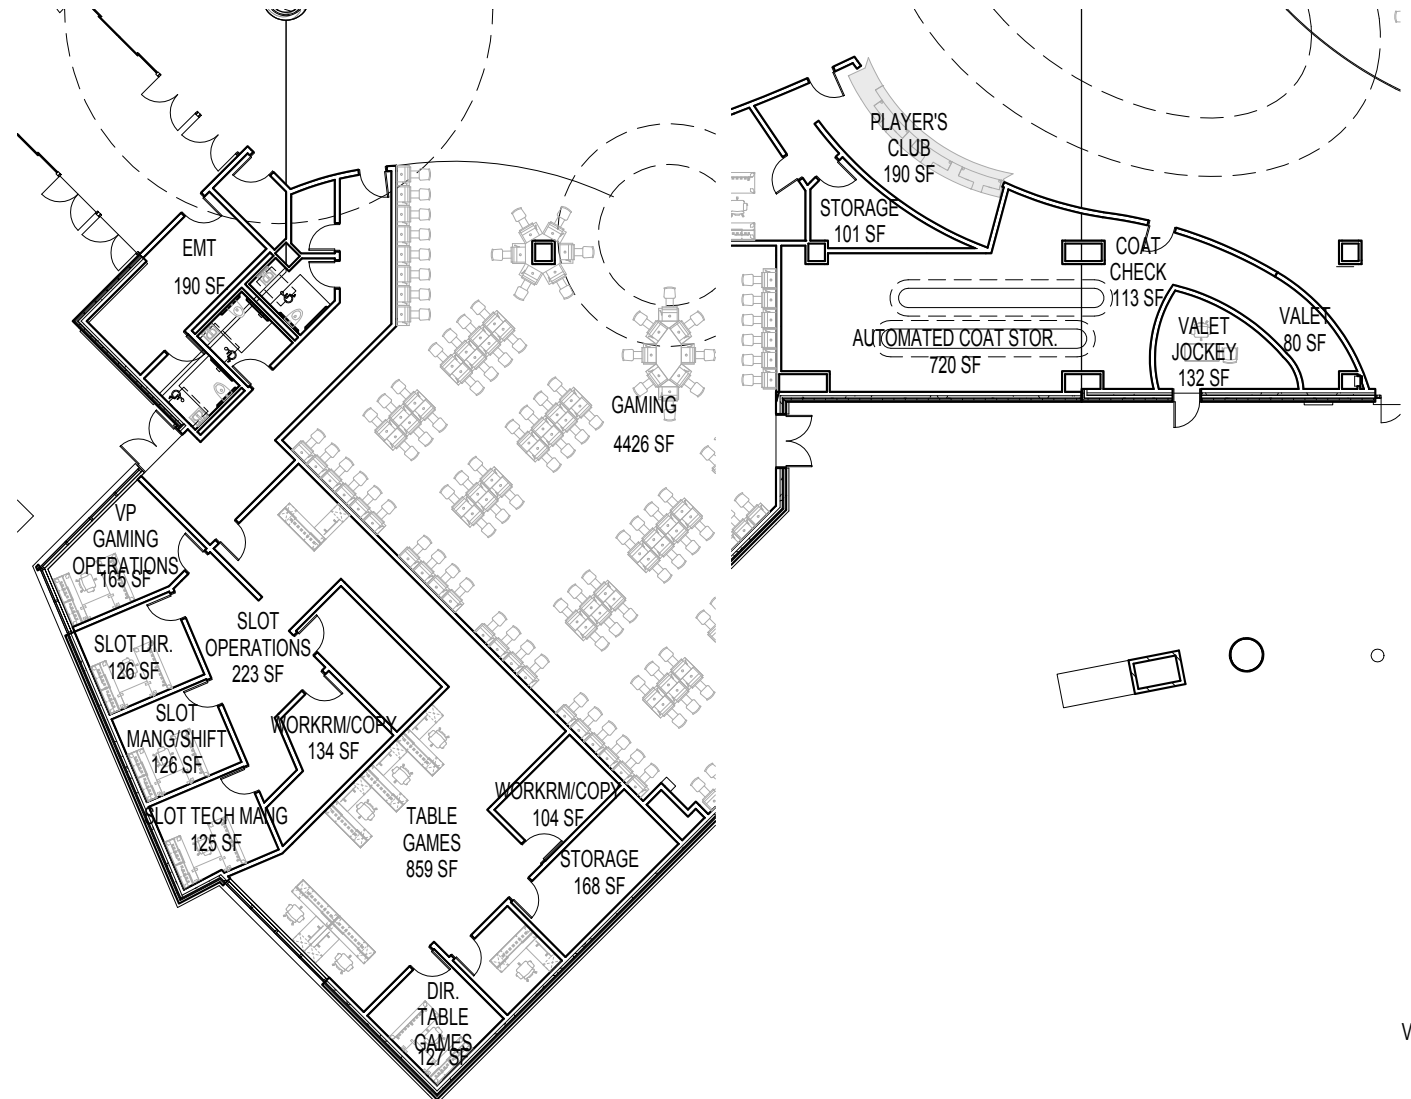 PLAYER'S
CLUB
190 SF
STORAGE
101 SF
EMT
190 SF
COAT
CHECK
113 SF
VALET
80 SF
VALET
JOCKEY
132 SF
AUTOMATED COAT STOR.
720 SF
GAMING
4426 SF
VP
GAMING
OPERATIONS
165 SF
SLOT
OPERATIONS
223 SF
SLOT DIR.
126 SF
SLOT
MANG/SHIFT
126 SF
WORKRM/COPY
134 SF
SLOT TECH MANG
125 SF
TABLE
GAMES
859 SF
WORKRM/COPY
104 SF
STORAGE
168 SF
DIR.
TABLE
GAMES
127 SF
V